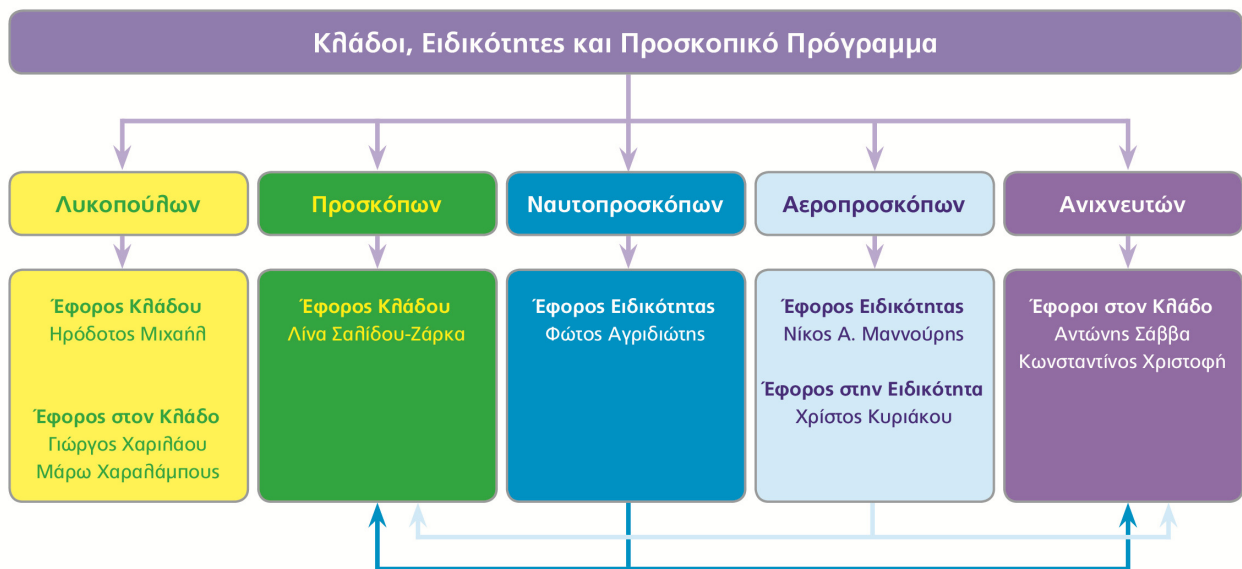 Κλάδοι, Ειδικότητες και Προσκοπικό Πρόγραμμα
Λυκοπούλων
Προσκόπων
Ναυτοπροσκόπων
Αεροπροσκόπων
Ανιχνευτών
Έφορος Κλάδου
Ηρόδοτος Μιχαήλ
Έφορος στον Κλάδο
Γιώργος Χαριλάου
Μάρω Χαραλάμπους
Έφορος Κλάδου
Λίνα Σαλίδου-Ζάρκα
Έφορος Ειδικότητας
Φώτος Αγριδιώτης
Έφορος Ειδικότητας
Νίκος Α. Μαννούρης
Έφορος στην Ειδικότητα
Χρίστος Κυριάκου
Έφοροι στον Κλάδο
Αντώνης Σάββα
Κωνσταντίνος Χριστοφή